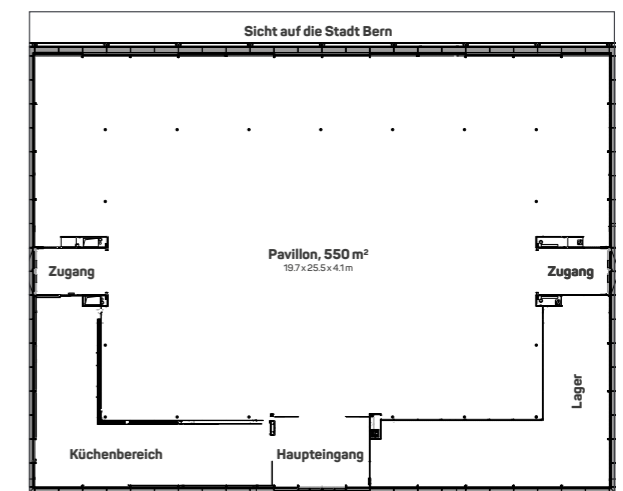 Sicht auf die Stadt Bern
Pavillon, 550 m²
19.7 x 25.5 x 4.1 m
Zugang
Zugang
Lager
Küchenbereich
Haupteingang